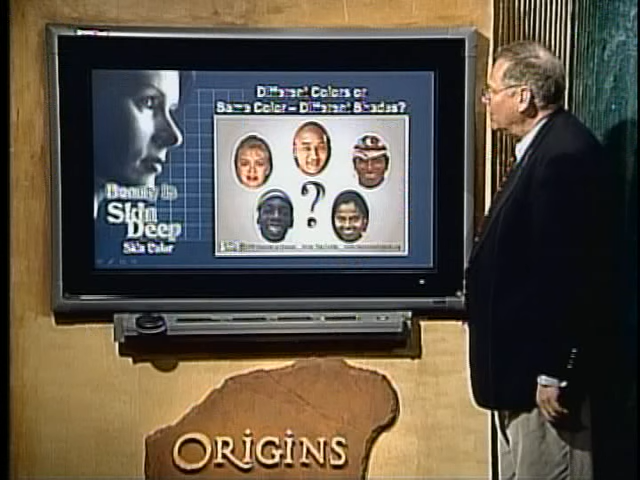 Different Colors or
Same Color – Different Shades?
Beauty is
Skin
Deep
Skin Color
?
ORIGINS